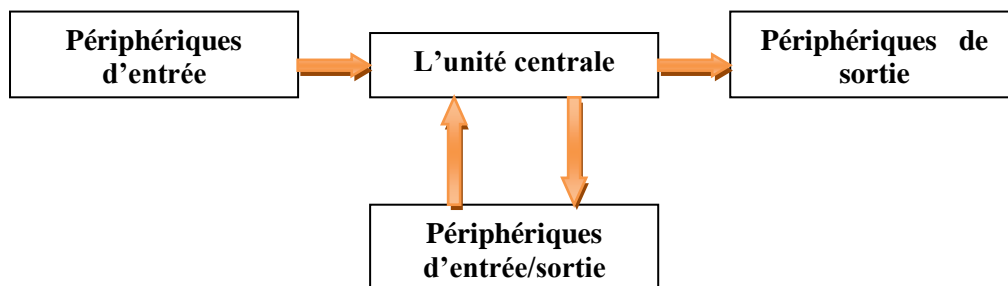 Périphériques
d’entrée
L’unité centrale
Périphériques de
sortie
Périphériques
d’entrée/sortie